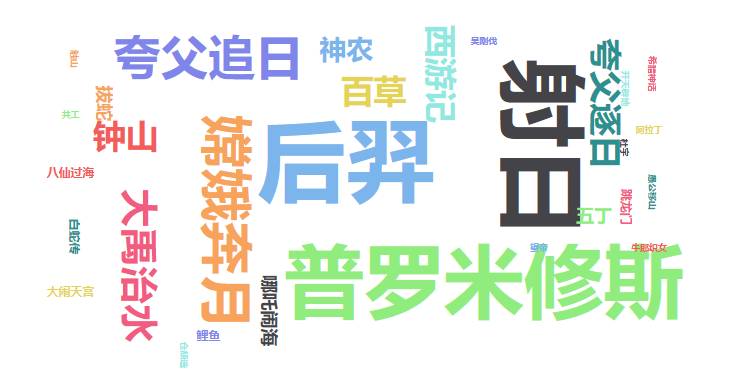 夸父追日
神农
西游记
吴刚伐
夸父逐日
希腊神话
百草
拔蛇
共工
射日
后羿
嫦娥奔月
阿拉丁
杜宇
八仙过海
愚公移山
大禹治水
跳龙门
五丁
白蛇传
望帝
牛郎织女
普罗米修斯
哪吒闹海
大闹天宫
鲤鱼